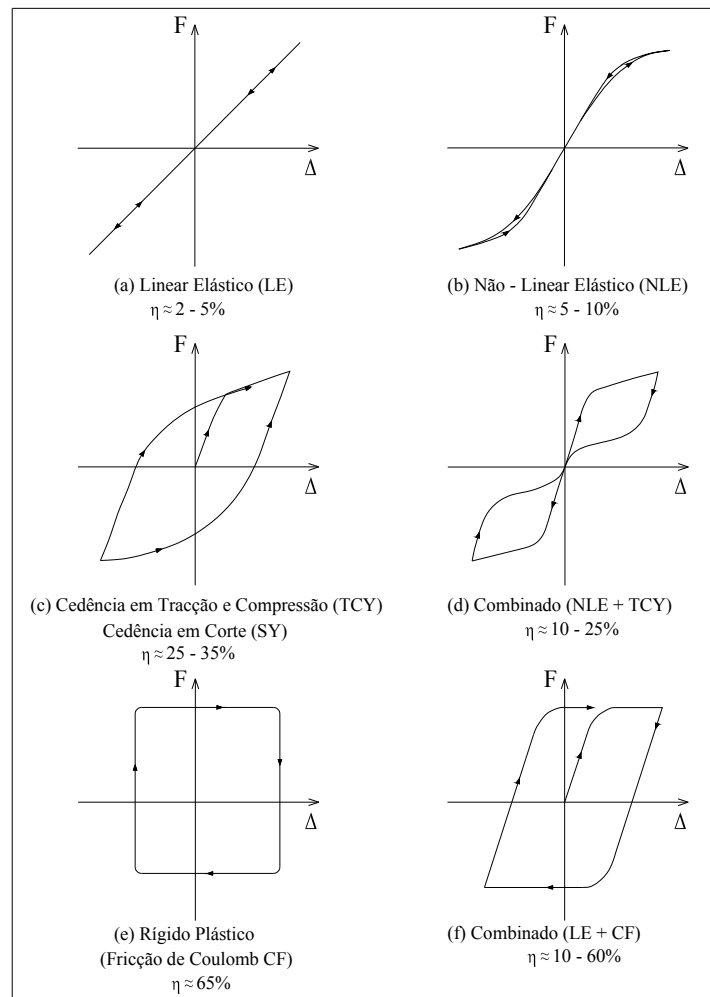 F
Δ
(a) Linear Elástico (LE)
η ≈ 2 - 5%
F
Δ
(b) Não - Linear Elástico (NLE)
η ≈ 5 - 10%
F
Δ
(c) Cedência em Tracção e Compressão (TCY)
Cedência em Corte (SY)
η ≈ 25 - 35%
F
Δ
(d) Combinado (NLE + TCY)
η ≈ 10 - 25%
F
Δ
(e) Rígido Plástico
(Fricção de Coulomb CF)
η ≈ 65%
F
Δ
(f) Combinado (LE + CF)
η ≈ 10 - 60%